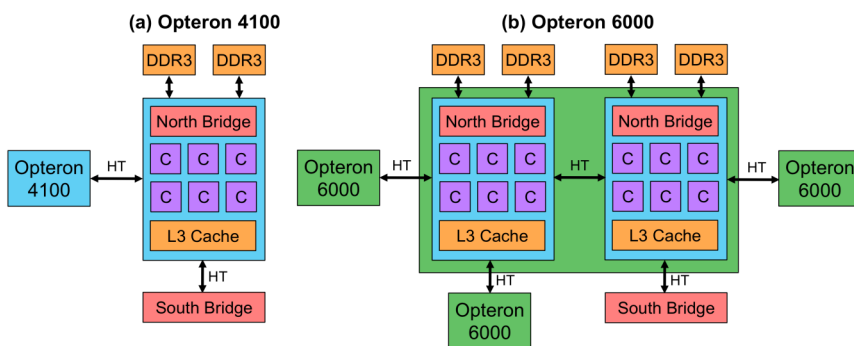 (a) Opteron 4100
DDR3 DDR3
North Bridge
C C C
C C C
L3 Cache
Opteron
4100
HT
HT
South Bridge
(b) Opteron 6000
DDR3 DDR3 DDR3 DDR3
North Bridge North Bridge
C C C C C C
C C C C C C
L3 Cache L3 Cache
Opteron
6000
HT
HT
HT
Opteron
6000
HT
HT
Opteron
6000
South Bridge